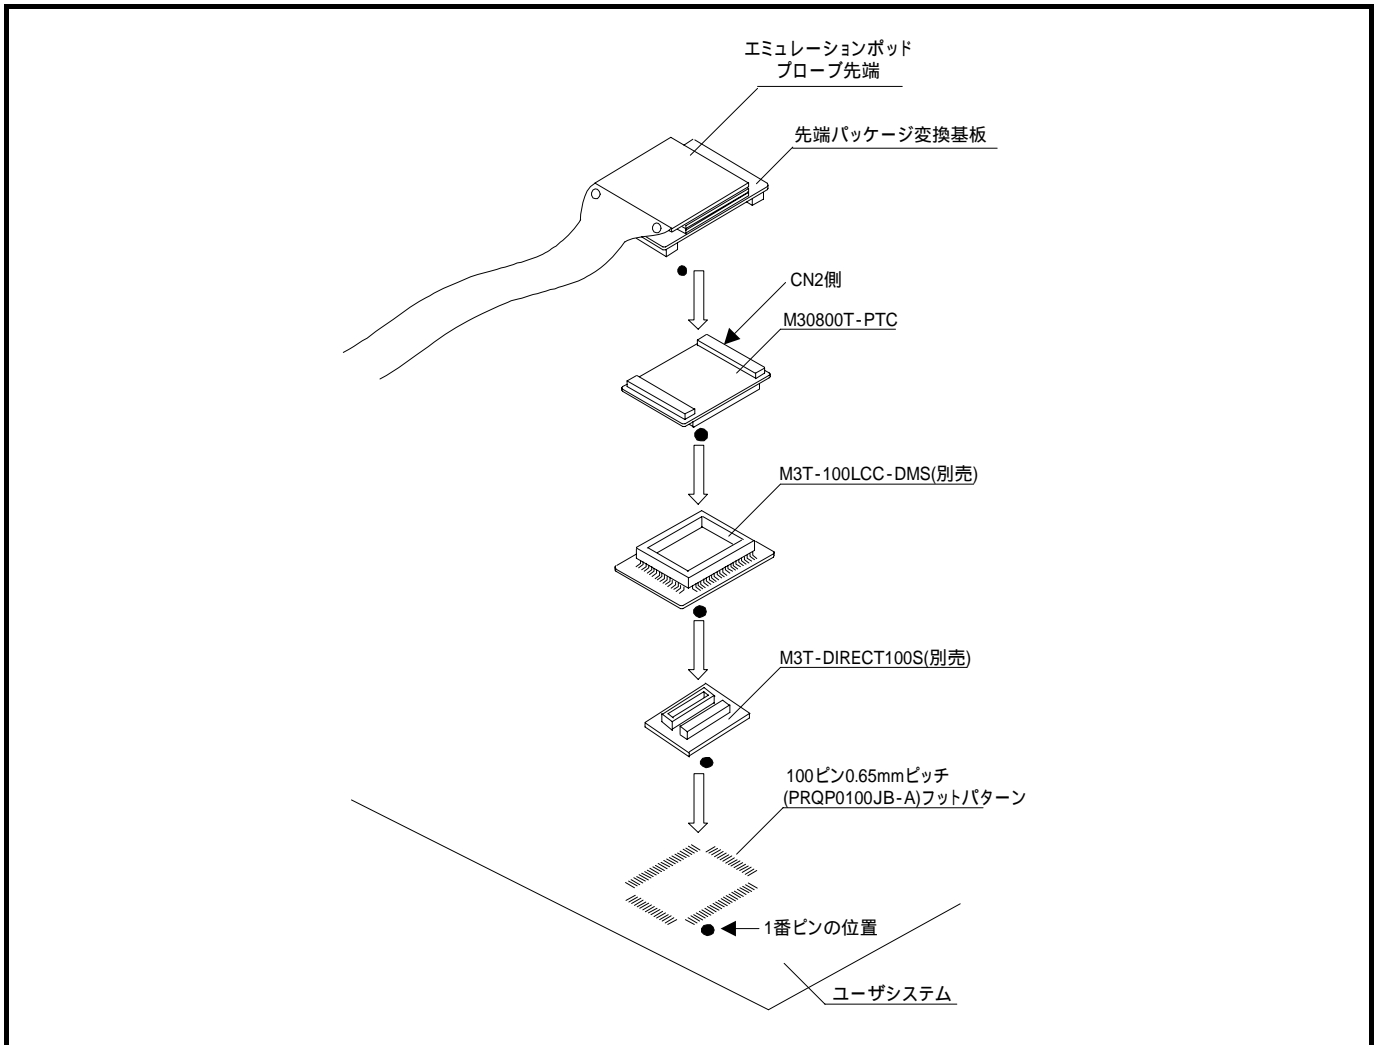 エミュレーションポッド
プローブ先端
先端パッケージ変換基板
CN2側
M30800T-PTC
M3T-100LCC-DMS(別売)
M3T-DIRECT100S(別売)
100ピン0.65mmピッチ
(PRQP0100JB-A)フットパターン
1番ピンの位置
ユーザシステム